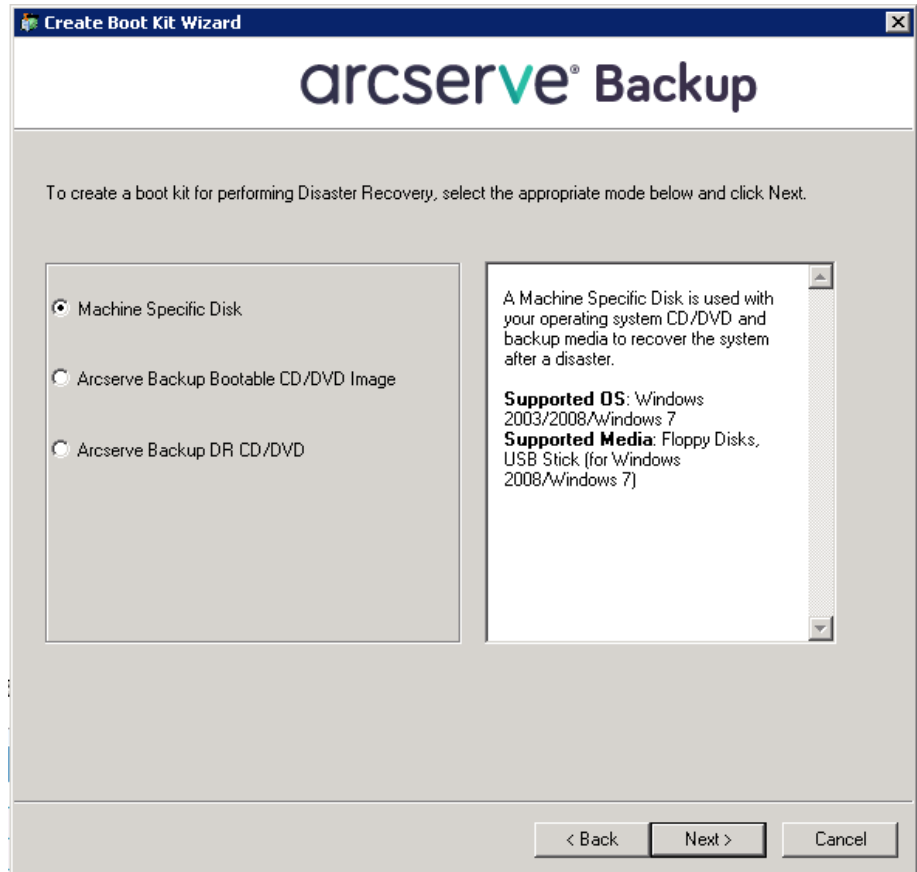 Create Boot Kit Wizard
arcserve® Backup
To create a boot kit for performing Disaster Recovery, select the appropriate mode below and click Next.
Machine Specific Disk
Arcserve Backup Bootable CD/DVD Image
Arcserve Backup DR CD/DVD
A Machine Specific Disk is used with
your operating system CD/DVD and
backup media to recover the system
after a disaster.
Supported OS: Windows
2003/2008/Windows 7
Supported Media: Floppy Disks,
USB Stick (for Windows
2008/Windows 7)
< Back
Next >
Cancel